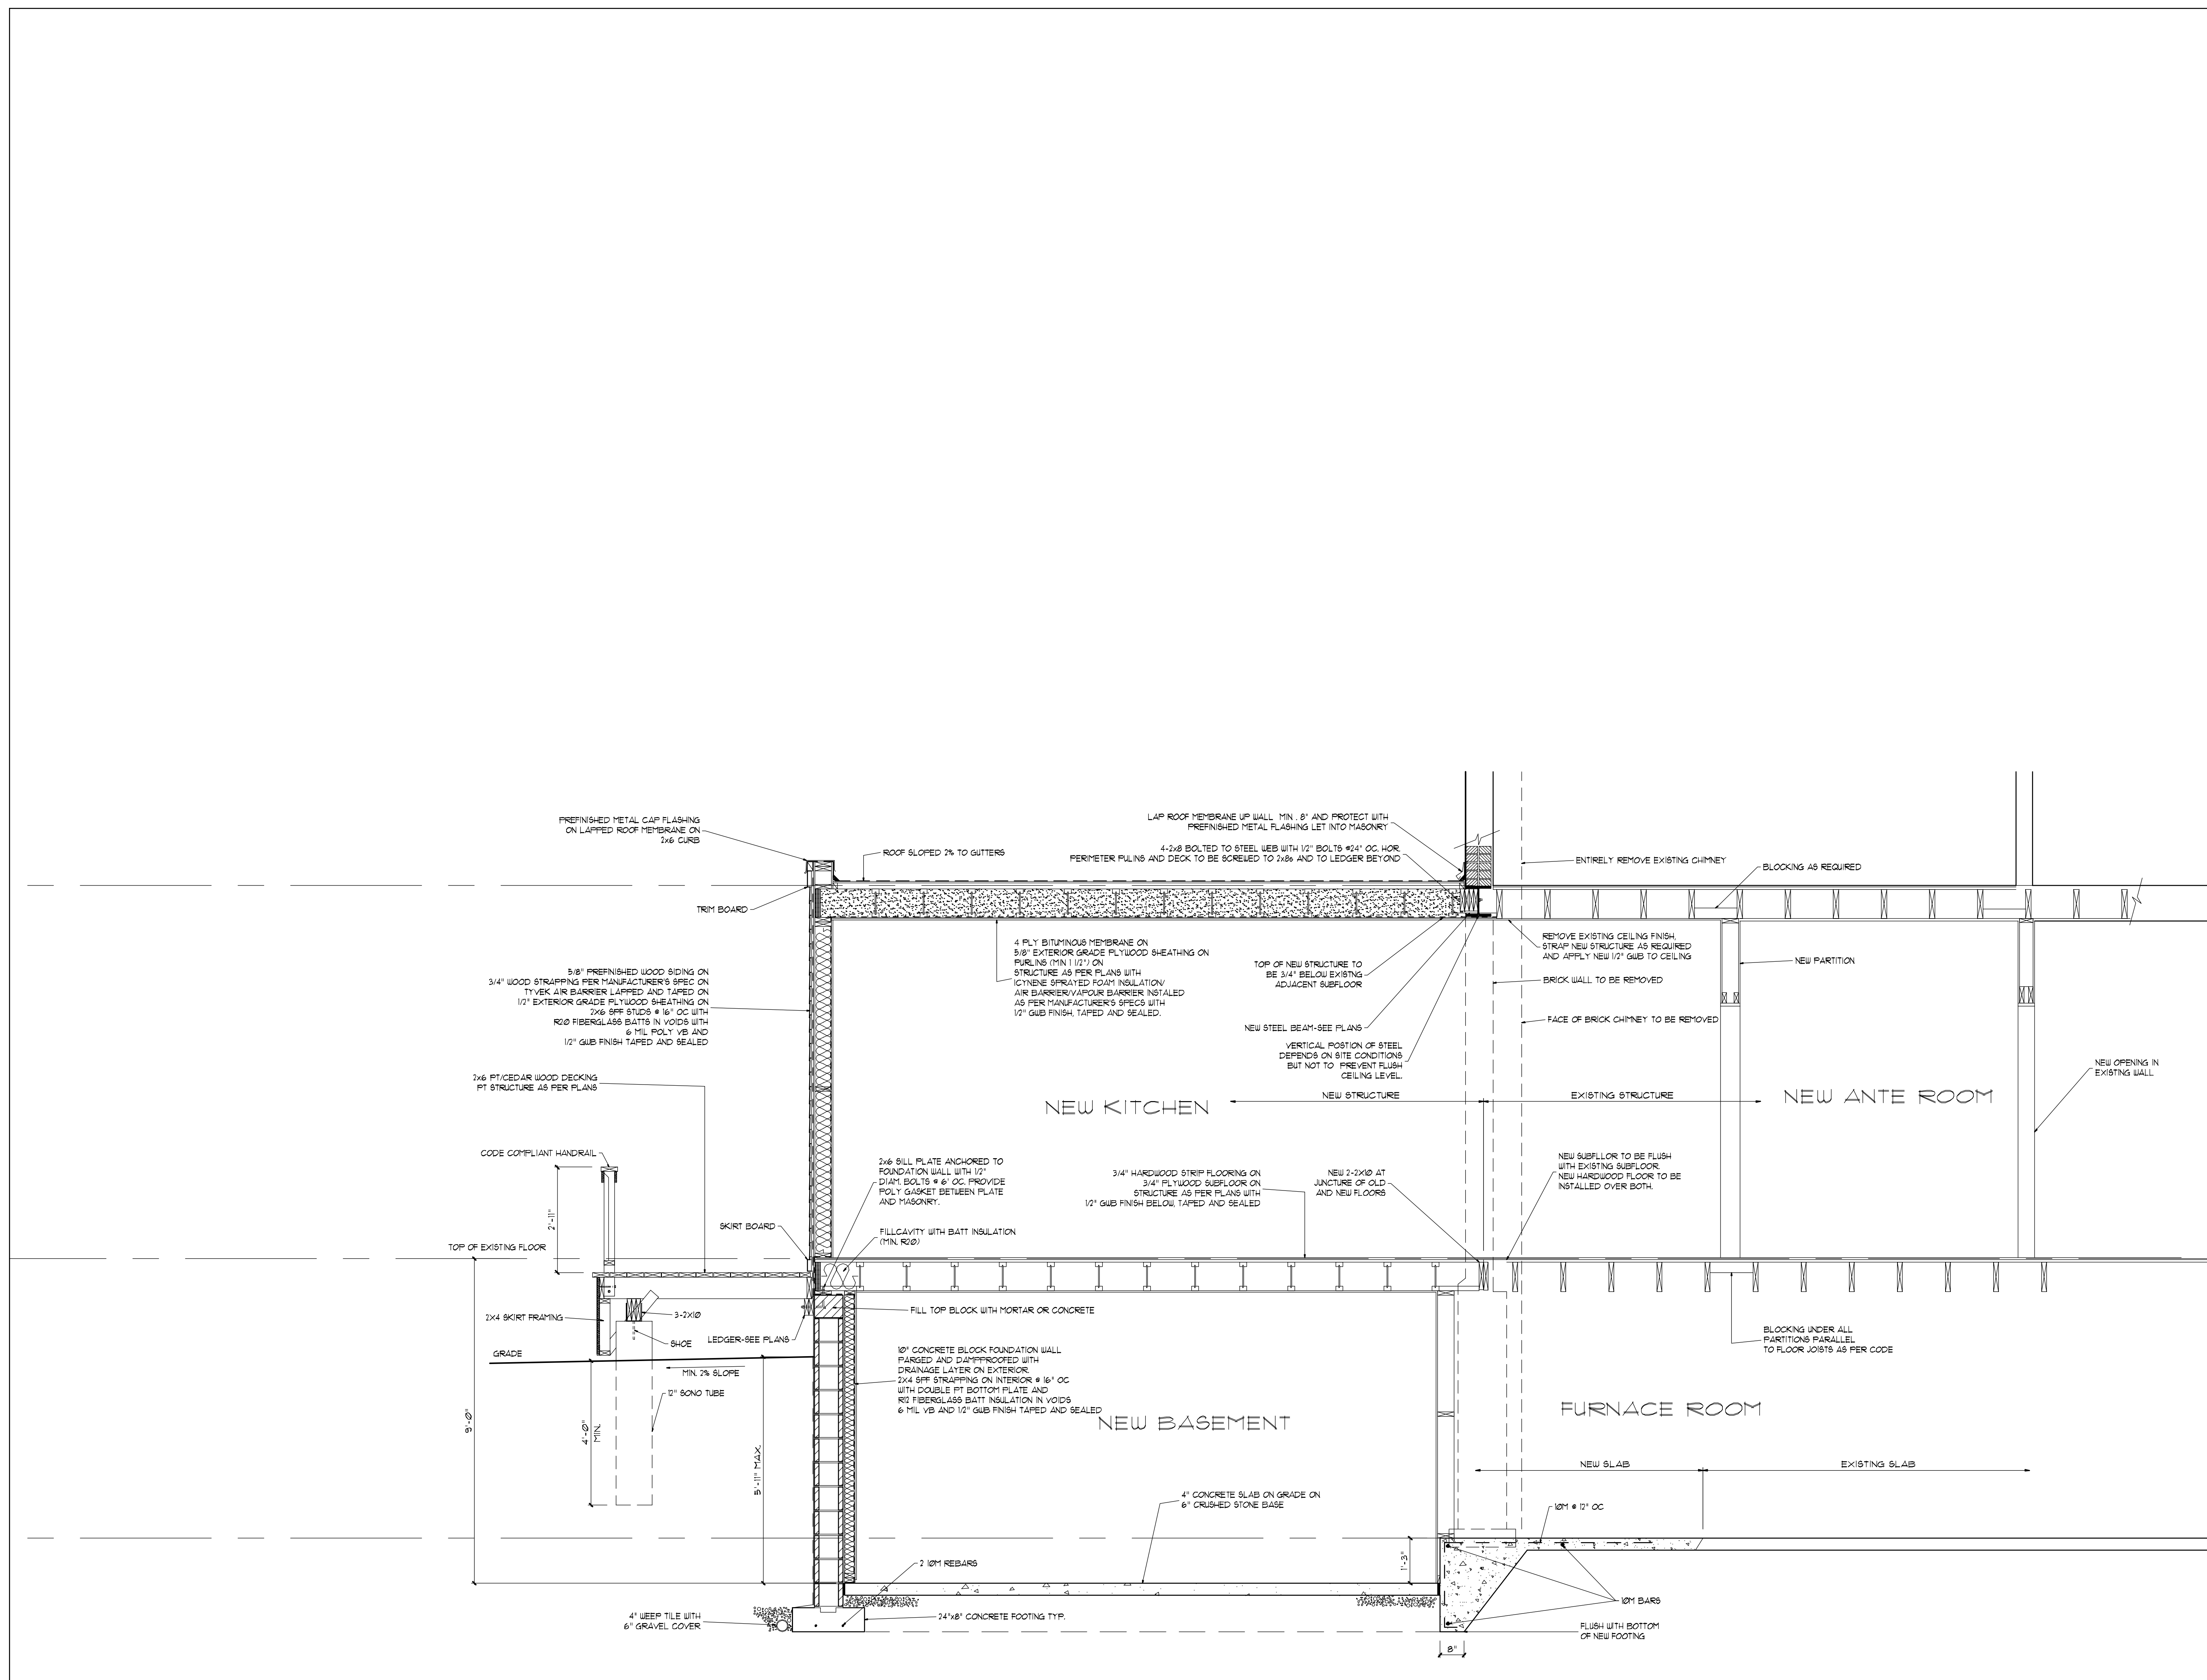 PREFINISHED METAL CAP FLASHING
ON LAPPED ROOF MEMBRANE ON
2x6 CURB
ROOF SLOPED 2% TO GUTTERS
LAP ROOF MEMBRANE UP WALL MIN . 8" AND PROTECT WITH
PREFINISHED METAL FLASHING LET INTO MASONRY
4-2x8 BOLTED TO STEEL WEB WITH 1/2" BOLTS @24" OC. HOR.
PERIMETER PULINS AND DECK TO BE SCREWED TO 2x8s AND TO LEDGER BEYOND
ENTIRELY REMOVE EXISTING CHIMNEY
BLOCKING AS REQUIRED
TRIM BOARD
4 PLY BITUMINOUS MEMBRANE ON
5/8" EXTERIOR GRADE PLYWOOD SHEATHING ON
PURLINS (MIN 1 1/2") ON
STRUCTURE AS PER PLANS WITH
ICYNENE SPRAYED FOAM INSULATION/
AIR BARRIER/VAPOUR BARRIER INSTALED
AS PER MANUFACTURER'S SPECS WITH
1/2" GWB FINISH, TAPED AND SEALED.
TOP OF NEW STRUCTURE TO
BE 3/4" BELOW EXISTNG
ADJACENT SUBFLOOR
REMOVE EXISTING CEILING FINISH,
STRAP NEW STRUCTURE AS REQUIRED
AND APPLY NEW 1/2" GWB TO CEILING
NEW PARTITION
BRICK WALL TO BE REMOVED
5/8" PREFINISHED WOOD SIDING ON
3/4" WOOD STRAPPING PER MANUFACTURER'S SPEC ON
TYVEK AIR BARRIER LAPPED AND TAPED ON
1/2" EXTERIOR GRADE PLYWOOD SHEATHING ON
2X6 SPF STUDS @ 16" OC WITH
R20 FIBERGLASS BATTS IN VOIDS WITH
6 MIL POLY VB AND
1/2" GWB FINISH TAPED AND SEALED
NEW STEEL BEAM-SEE PLANS
FACE OF BRICK CHIMNEY TO BE REMOVED
VERTICAL POSTION OF STEEL
DEPENDS ON SITE CONDITIONS
BUT NOT TO PREVENT FLUSH
CEILING LEVEL.
NEW OPENING IN
EXISTING WALL
2x6 PT/CEDAR WOOD DECKING
PT STRUCTURE AS PER PLANS
NEW KITCHEN
NEW STRUCTURE
EXISTING STRUCTURE
NEW ANTE ROOM
CODE COMPLIANT HANDRAIL
2'-11"
2x6 SILL PLATE ANCHORED TO
FOUNDATION WALL WITH 1/2"
DIAM. BOLTS @ 6' OC. PROVIDE
POLY GASKET BETWEEN PLATE
AND MASONRY.
3/4" HARDWOOD STRIP FLOORING ON
3/4" PLYWOOD SUBFLOOR ON
STRUCTURE AS PER PLANS WITH
1/2" GWB FINISH BELOW, TAPED AND SEALED
NEW 2-2X10 AT
JUNCTURE OF OLD
AND NEW FLOORS
NEW SUBFLLOR TO BE FLUSH
WITH EXISTING SUBFLOOR.
NEW HARDWOOD FLOOR TO BE
INSTALLED OVER BOTH.
SKIRT BOARD
FILLCAVITY WITH BATT INSULATION
(MIN. R20)
TOP OF EXISTING FLOOR
2X4 SKIRT FRAMING
3-2X10
SHOE
LEDGER-SEE PLANS
FILL TOP BLOCK WITH MORTAR OR CONCRETE
BLOCKING UNDER ALL
PARTITIONS PARALLEL
TO FLOOR JOISTS AS PER CODE
GRADE
MIN. 2% SLOPE
12" SONO TUBE
10" CONCRETE BLOCK FOUNDATION WALL
PARGED AND DAMPPROOFED WITH
DRAINAGE LAYER ON EXTERIOR.
2X4 SPF STRAPPING ON INTERIOR @ 16" OC
WITH DOUBLE PT BOTTOM PLATE AND
R12 FIBERGLASS BATT INSULATION IN VOIDS
6 MIL VB AND 1/2" GWB FINISH TAPED AND SEALED
NEW BASEMENT
FURNACE ROOM
9'-0"
4'-0"
MIN.
5'-11" MAX.
NEW SLAB
EXISTING SLAB
4" CONCRETE SLAB ON GRADE ON
6" CRUSHED STONE BASE
10M @ 12" OC
1'-3"
2 10M REBARS
10M BARS
4" WEEP TILE WITH
6" GRAVEL COVER
24"x8" CONCRETE FOOTING TYP.
FLUSH WITH BOTTOM
OF NEW FOOTING
8"